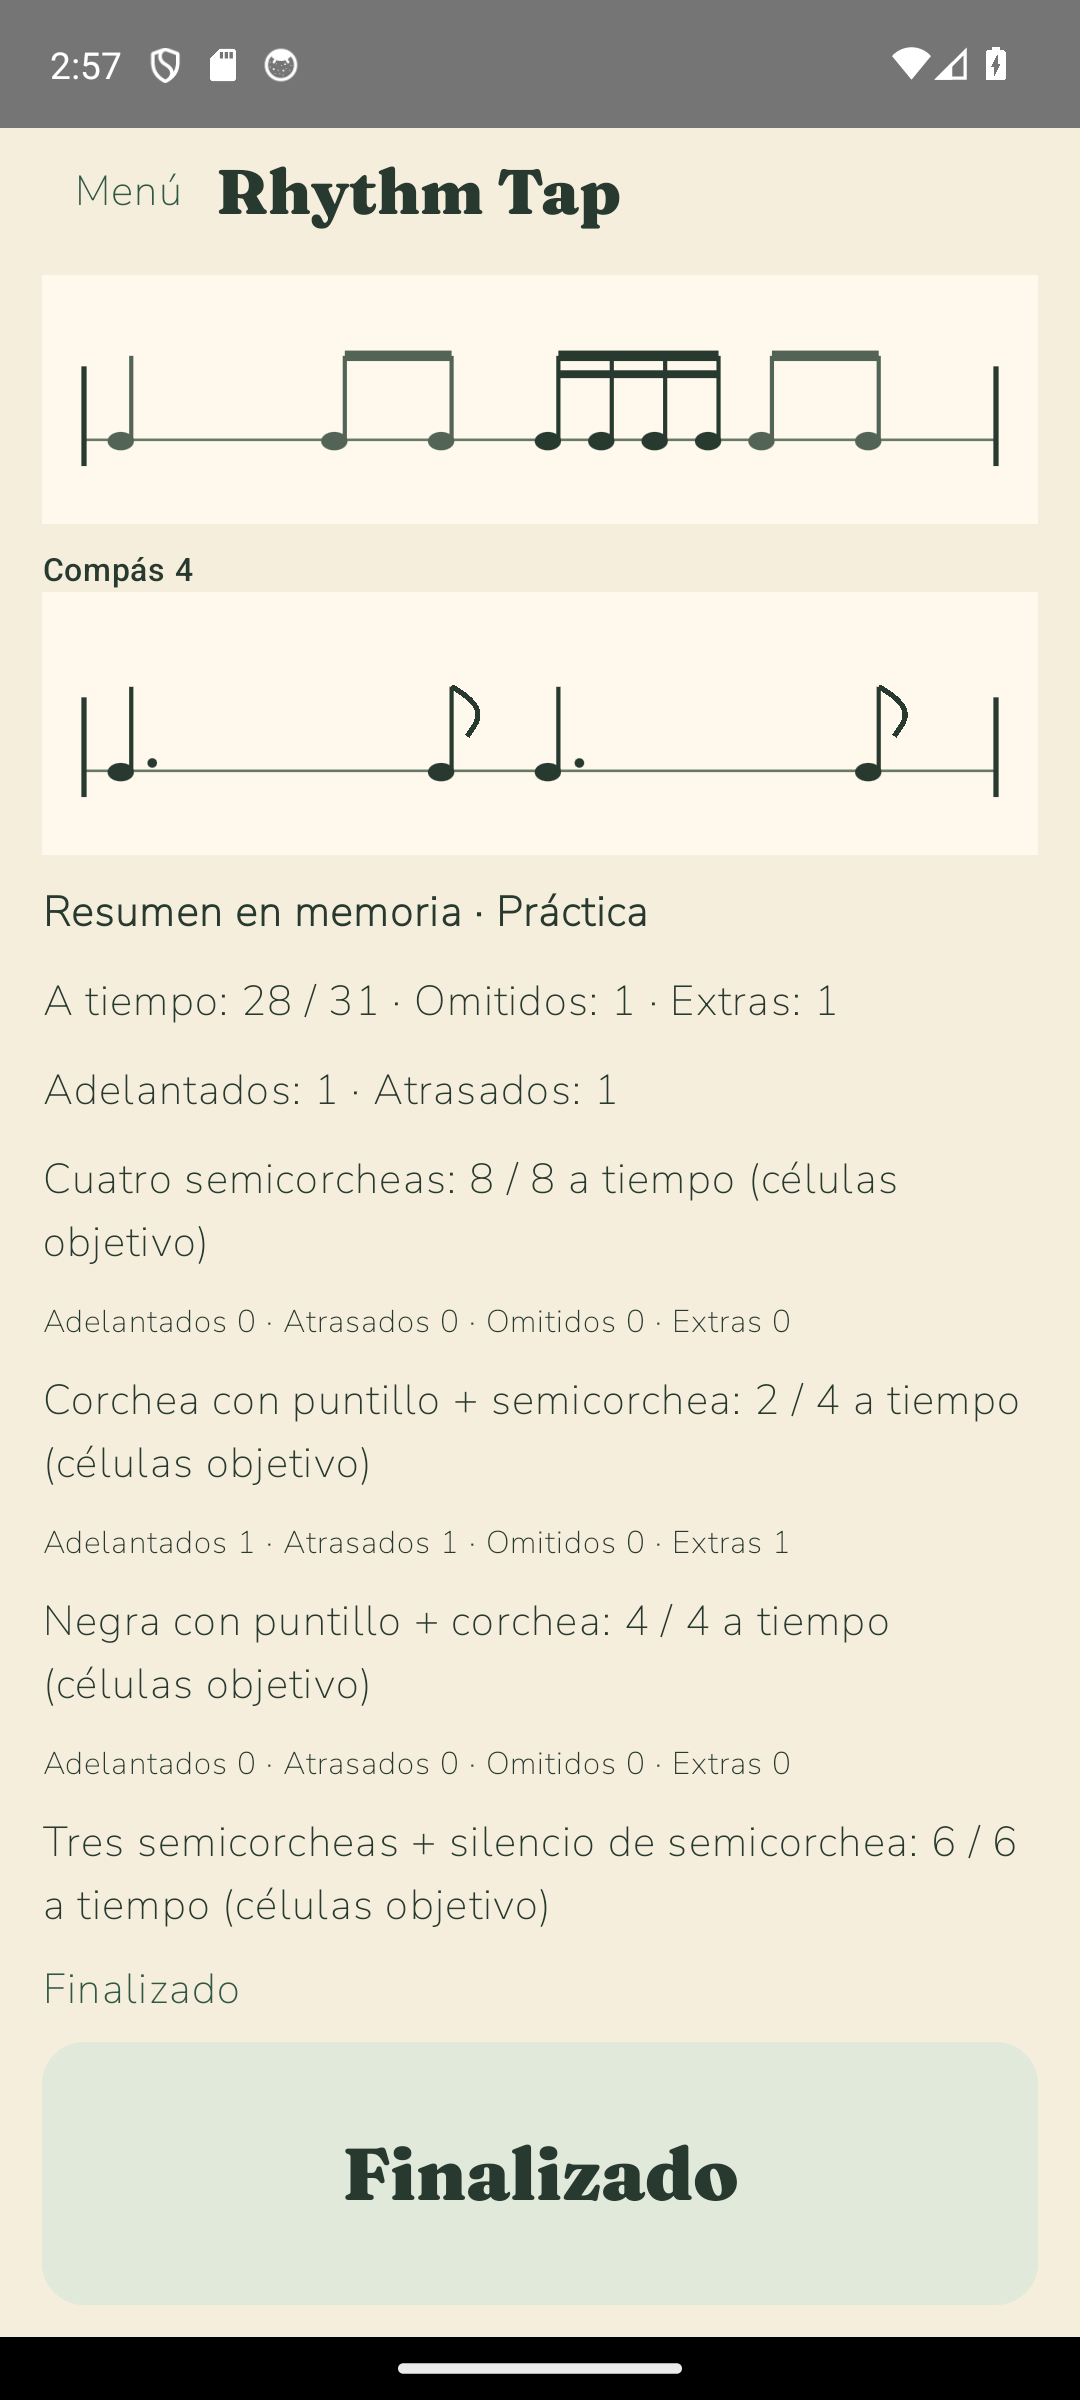 2:57
Menú Rhythm Tap
Compás 4
Resumen en memoria · Práctica
A tiempo: 28 / 31 · Omitidos: 1 · Extras: 1
Adelantados: 1 · Atrasados: 1
Cuatro semicorcheas: 8 / 8 a tiempo (células
objetivo)
Adelantados 0 · Atrasados 0 · Omitidos 0 · Extras 0
Corchea con puntillo + semicorchea: 2 / 4 a tiempo
(células objetivo)
Adelantados 1 · Atrasados 1 · Omitidos 0 · Extras 1
Negra con puntillo + corchea: 4 / 4 a tiempo
(células objetivo)
Adelantados 0 · Atrasados 0 · Omitidos 0 · Extras 0
Tres semicorcheas + silencio de semicorchea: 6 / 6
a tiempo (células objetivo)
Finalizado
Finalizado